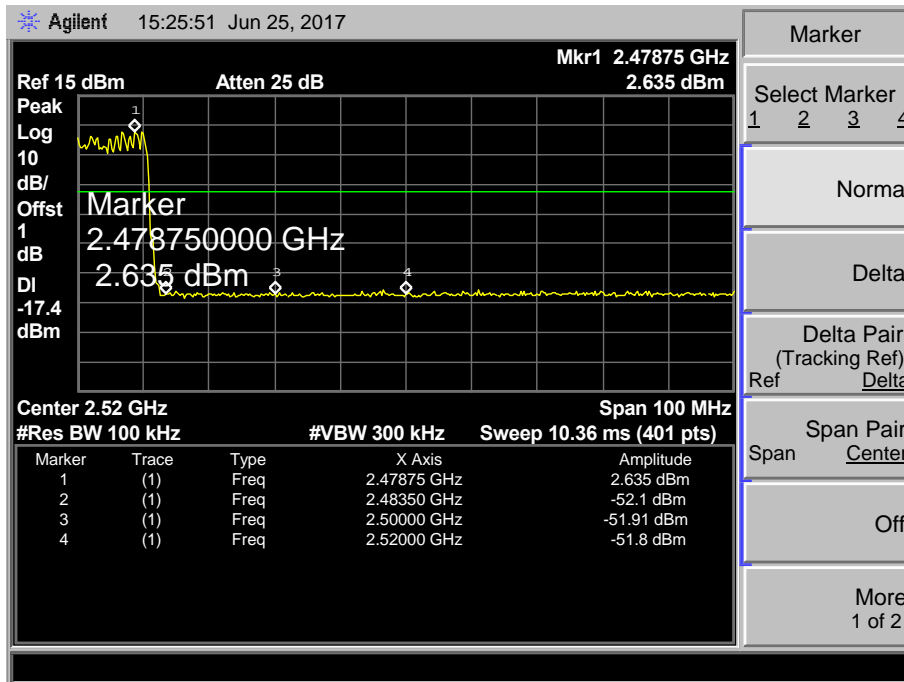 Agilent 15:25:51 Jun 25, 2017
Mkr1 2.47875 GHz
Ref 15 dBm Atten 25 dB 2.635 dBm
Peak
Log
10
dB/
Offst
1
dB
DI
-17.4
dBm
1
Marker
2.478750000 GHz
2.635 dBm
3
4
Center 2.52 GHz Span 100 MHz
#Res BW 100 kHz #VBW 300 kHz Sweep 10.36 ms (401 pts)
Marker Trace Type X Axis Amplitude
1 (1) Freq 2.47875 GHz 2.635 dBm
2 (1) Freq 2.48350 GHz -52.1 dBm
3 (1) Freq 2.50000 GHz -51.91 dBm
4 (1) Freq 2.52000 GHz -51.8 dBm
Marker
Select Marker
1 2 3 4
Norma
Delta
Delta Pair
(Tracking Ref)
Ref Delta
Span Pair
Span Center
Off
More
1 of 2